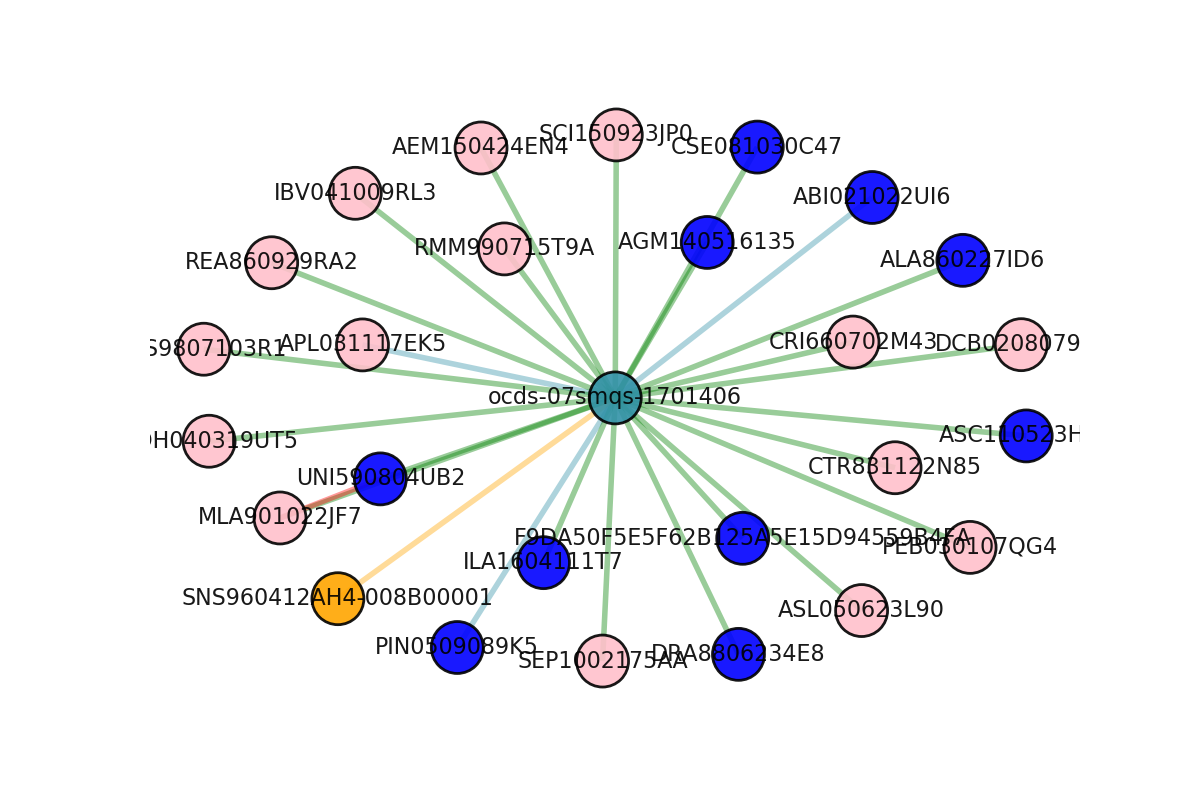 SCI150923JP0
AEM150424EN4
CSE081030C47
IBV041009RL3
ABI021022UI6
RMM990715T9A
AGM140516135
REA860929RA2
ALA860227ID6
S9807103R1
APL031117EK5
CRI660702M43
DCB0208079
ocds-07smqs-1701406
H040319UT5
ASC110523H
UNI590804UB2
CTR831122N85
MLA901022JF7
F9DA50F5E5F62B125A5E15D94559B4FA
PEB030107QG4
ILA1604111T7
SNS960412AH4-008B00001
ASL050623L90
PIN0509089K5
SEP1002175AA
DRA8806234E8